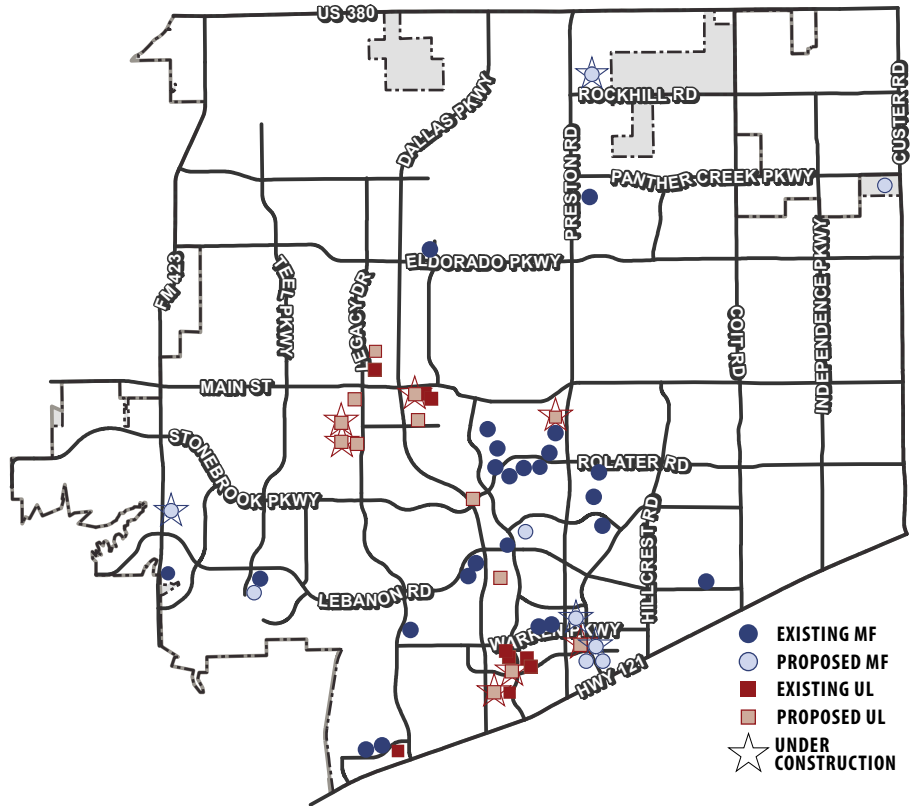 US 380
ROCKHILL RD
CUSTER RD
DALLAS PKWY
PRESTON RD
PANTHER CREEK PKWY
INDEPENDENCE PKWY
FM 423
TEEL PKWY
LEGACY DR
ELDORADO PKWY
COIT RD
MAIN ST
STONEBROOK PKWY
ROLATER RD
HILLCREST RD
LEBANON RD
WARREN PKWY
HWY 121
EXISTING MF
PROPOSED MF
EXISTING UL
PROPOSED UL
UNDER
CONSTRUCTION